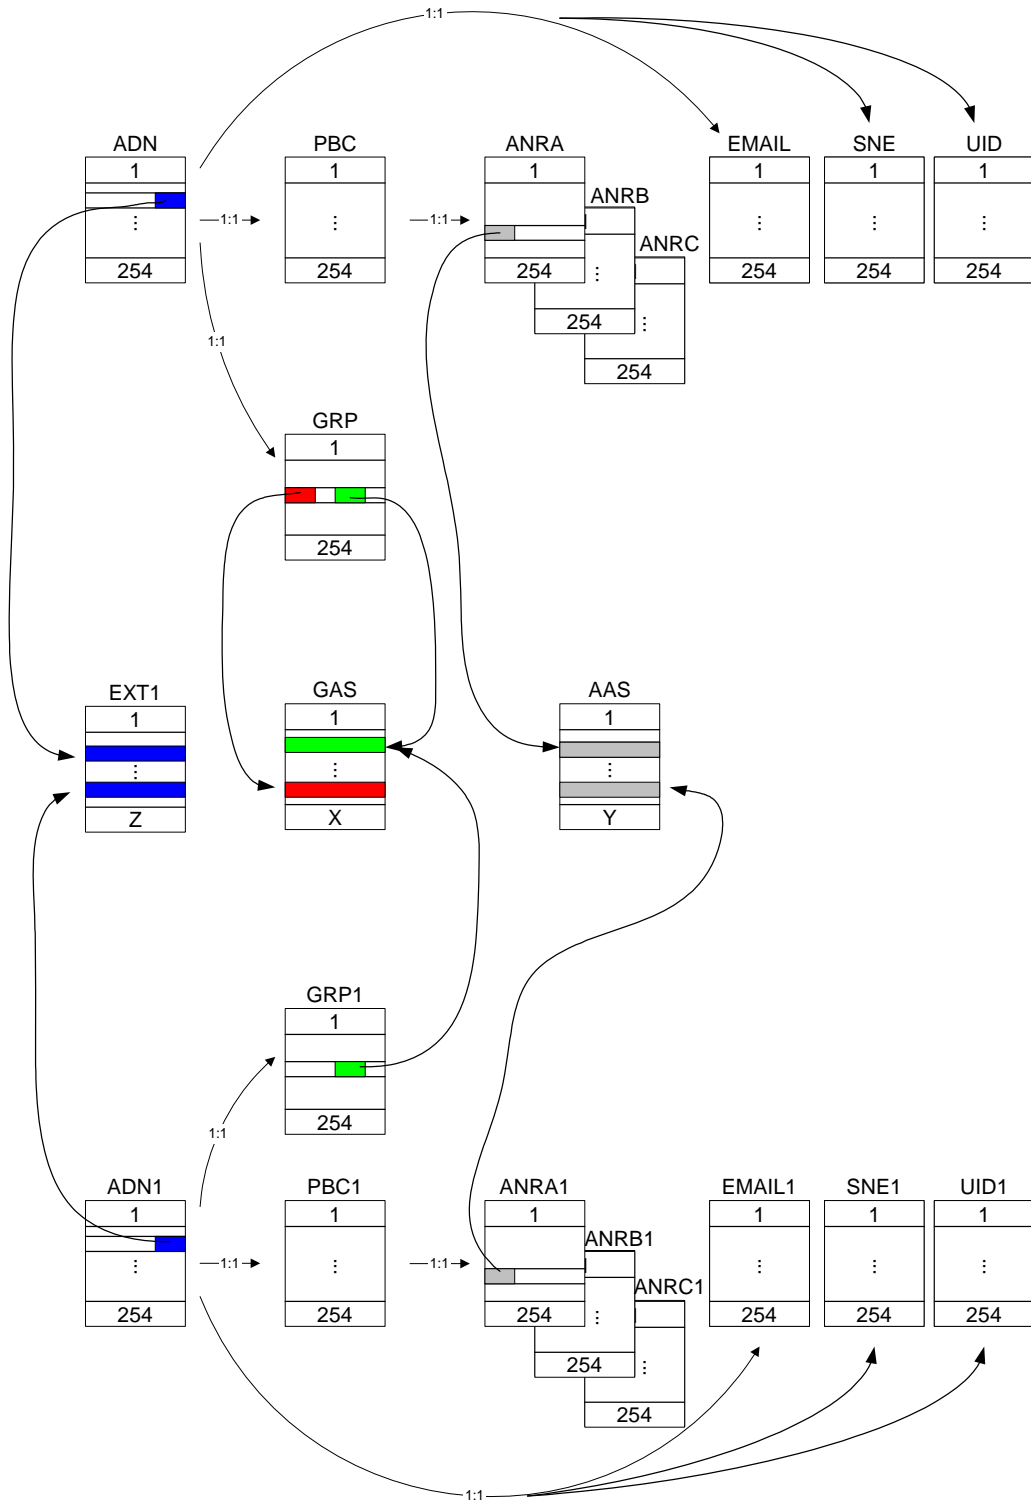 1:1
ADN PBC ANRA EMAIL SNE UID
1 1 1 1 1 1
ANRB
1:1 1:1
⋮ ⋮ ⋮ ⋮ ⋮
ANRC
254 254 254 ⋮ 254 254 254
254 ⋮
1:1
254
GRP
1
254
EXT1 GAS AAS
1 1 1
⋮ ⋮ ⋮
Z X Y
GRP1
1
254
1:1
ADN1 PBC1 ANRA1 EMAIL1 SNE1 UID1
1 1 1 1 1 1
ANRB1
1:1 1:1
⋮ ⋮ ⋮ ⋮ ⋮
ANRC1
254 254 254 ⋮ 254 254 254
254 ⋮
254
1:1